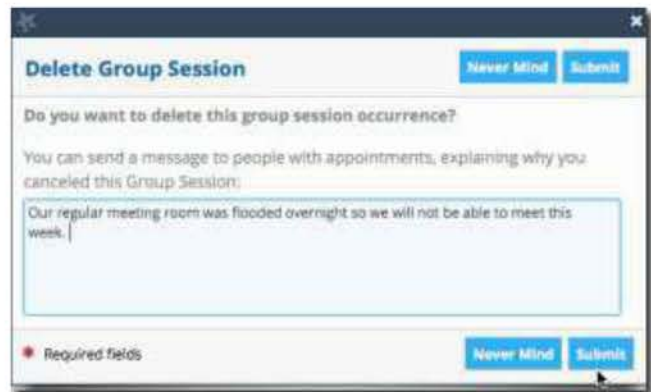 Delete Group Session
Never Mind
Submit
Do you want to delete this group session occurrence?
You can send a message to people with appointments, explaining why you
canceled this Group Session:
Our regular meeting room was flooded overnight so we will not be able to meet this
week.
Required fields
Never Mind
Submit